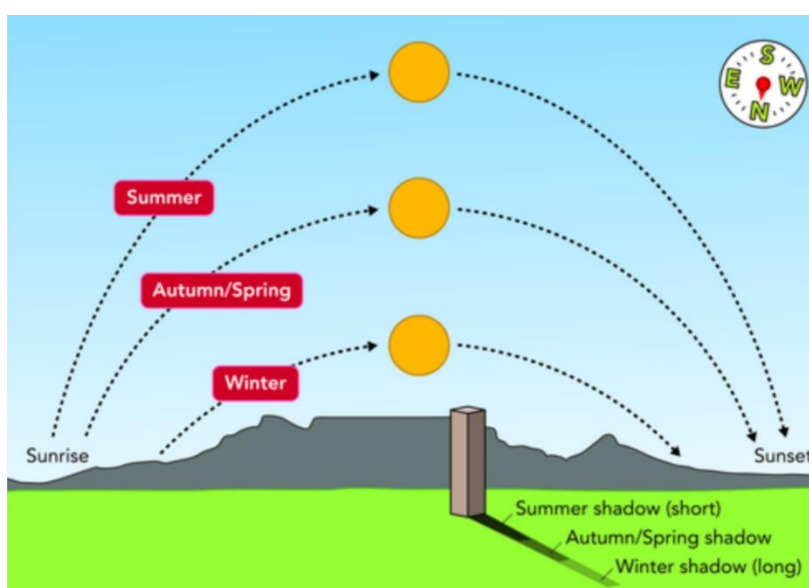 S
E W
N
Summer
Autumn/Spring
Winter
Sunrise
Sunset
Summer shadow (short)
Autumn/Spring shadow
Winter shadow (long)